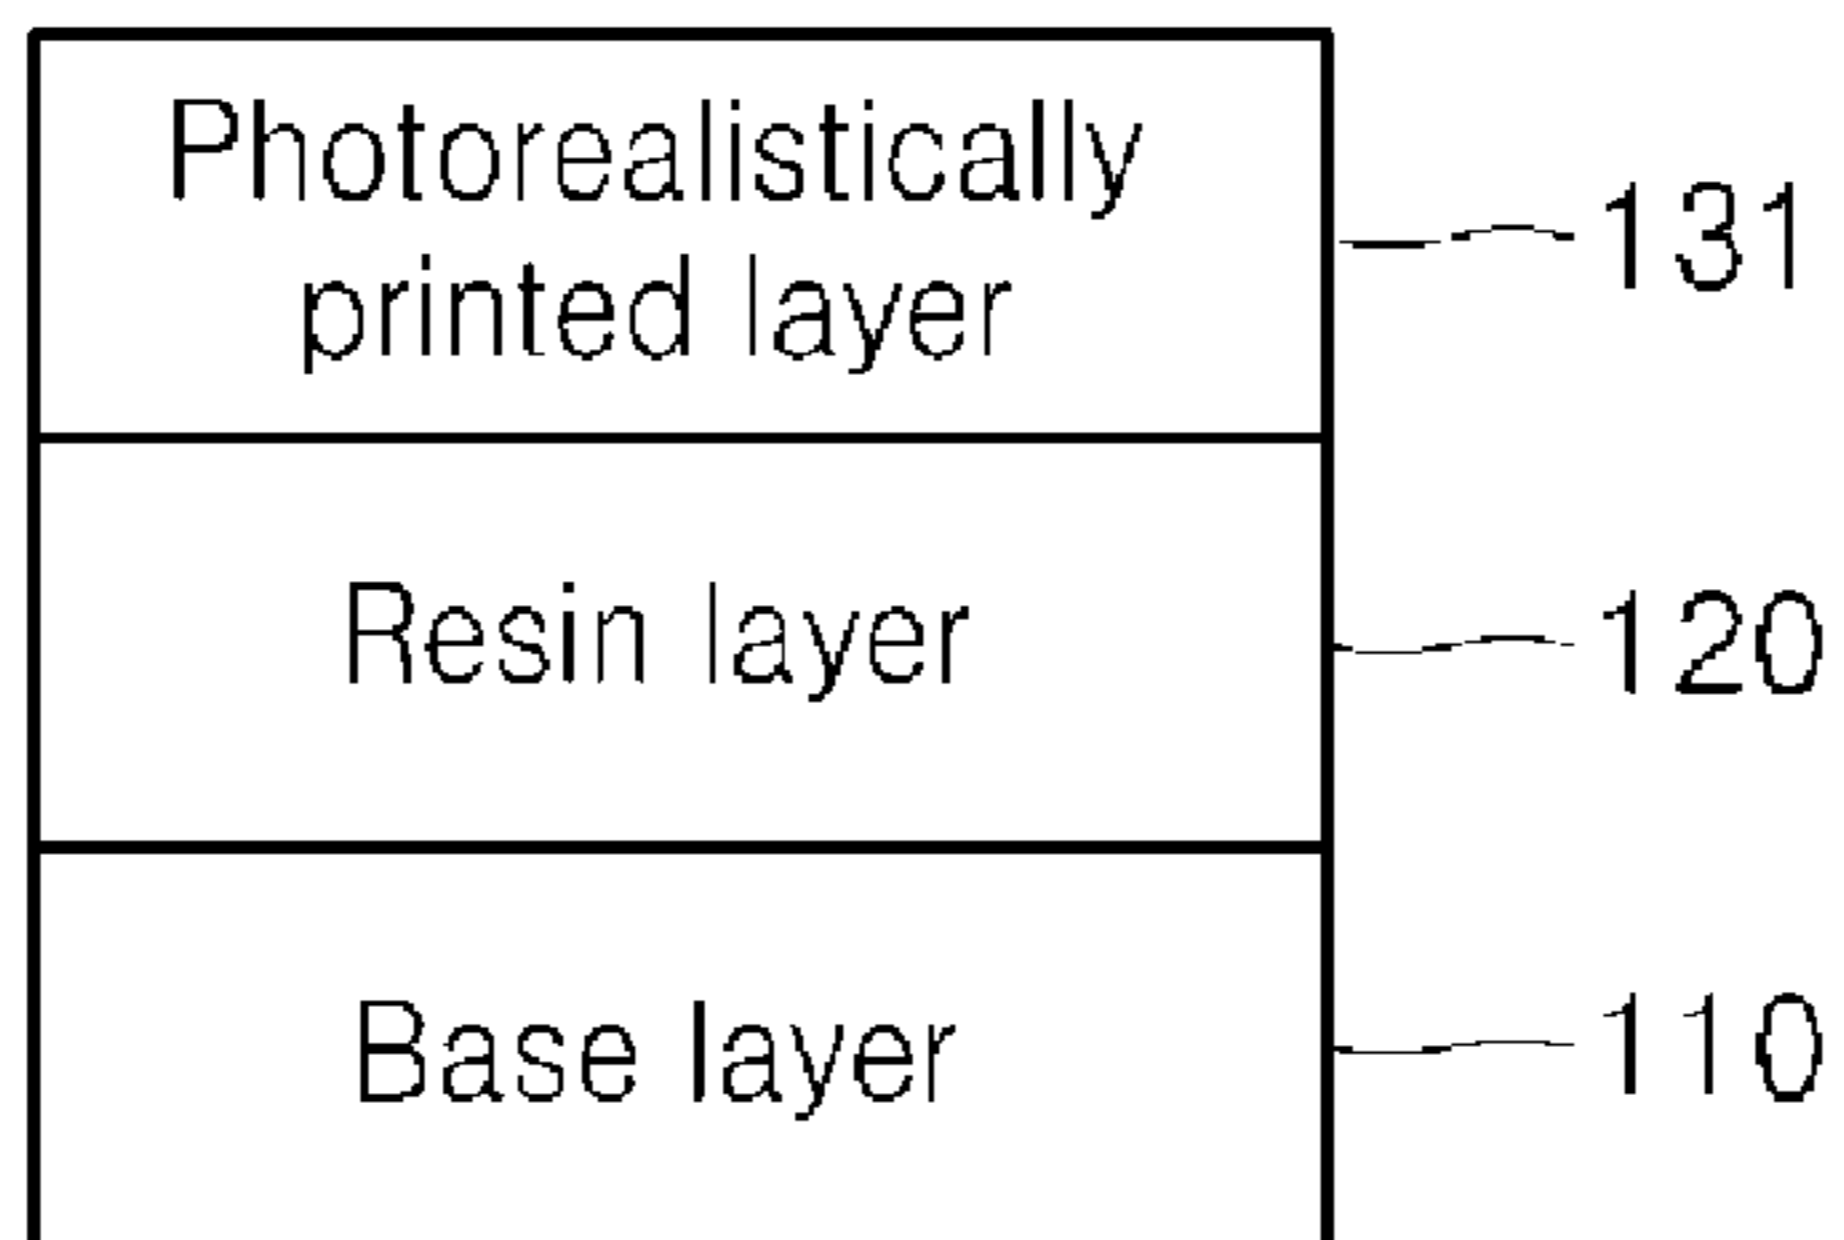 Photorealistically
printed layer
131
Resin layer
120
Base layer
110